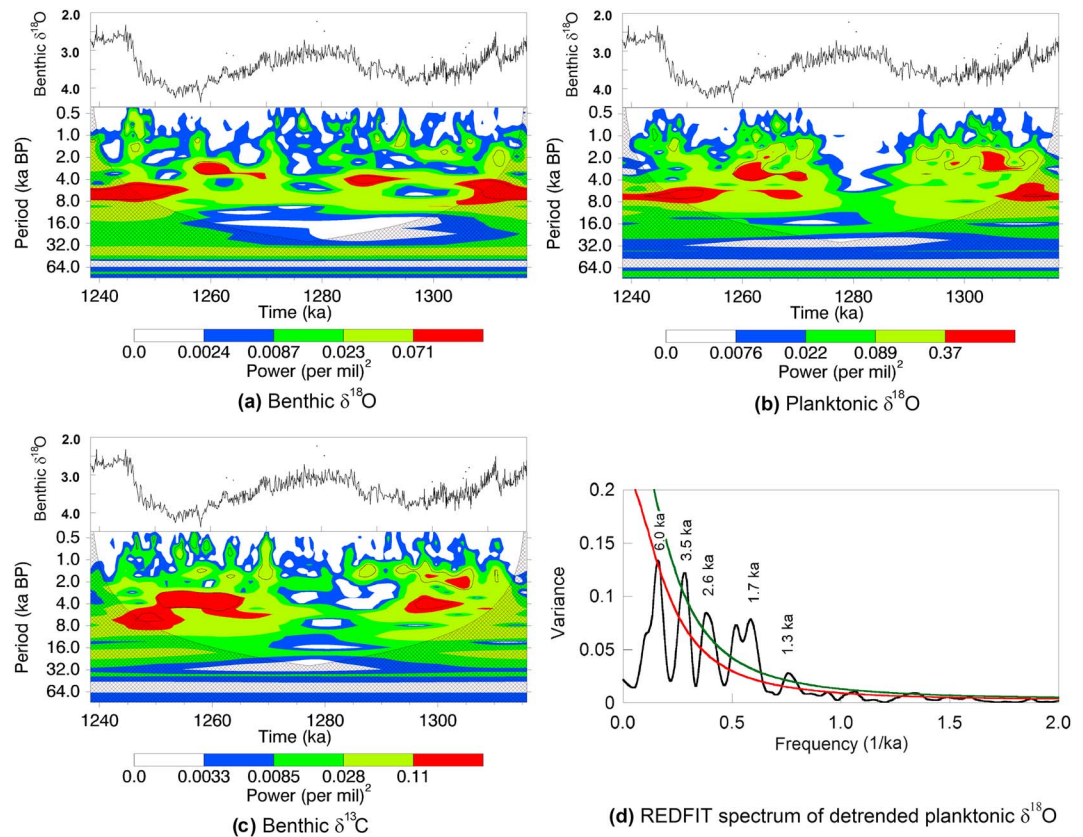 Benthic δ¹⁸O
2.0
3.0
4.0
Period (ka BP)
0.5
1.0
2.0
4.0
8.0
16.0
32.0
64.0
1240 1260 1280 1300
Time (ka)
0.0 0.0024 0.0087 0.023 0.071
Power (per mil)²
(a) Benthic δ¹⁸O
Benthic δ¹⁸O
2.0
3.0
4.0
Period (ka BP)
0.5
1.0
2.0
4.0
8.0
16.0
32.0
64.0
1240 1260 1280 1300
Time (ka)
0.0 0.0076 0.022 0.089 0.37
Power (per mil)²
(b) Planktonic δ¹⁸O
Benthic δ¹⁸O
2.0
3.0
4.0
Period (ka BP)
0.5
1.0
2.0
4.0
8.0
16.0
32.0
64.0
1240 1260 1280 1300
Time (ka)
0.0 0.0033 0.0085 0.028 0.11
Power (per mil)²
(c) Benthic δ¹³C
Variance
0.2
0.15
0.1
0.05
0
6.0 ka
3.5 ka
2.6 ka
1.7 ka
1.3 ka
0.0 0.5 1.0 1.5 2.0
Frequency (1/ka)
(d) REDFIT spectrum of detrended planktonic δ¹⁸O